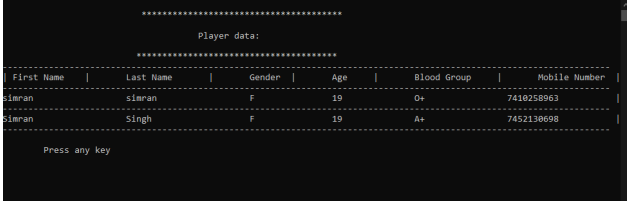 ***************************************
Player data:
***************************************
-----------------------------------------------------------------------------------------------------------------------
| First Name | Last Name | Gender | Age | Blood Group | Mobile Number |
-----------------------------------------------------------------------------------------------------------------------
simran simran F 19 O+ 7410258963 |
-----------------------------------------------------------------------------------------------------------------------
Simran Singh F 19 A+ 7452130698 |
-----------------------------------------------------------------------------------------------------------------------
Press any key